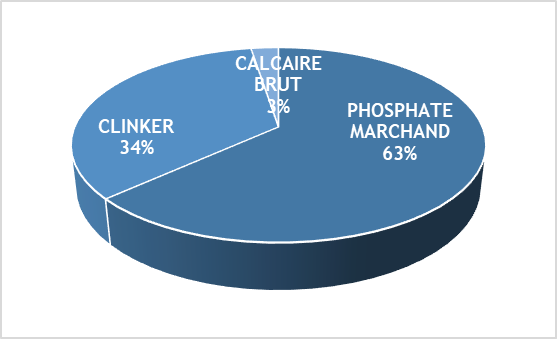 CALCAIRE
BRUT
3%
CLINKER
34%
PHOSPHATE
MARCHAND
63%